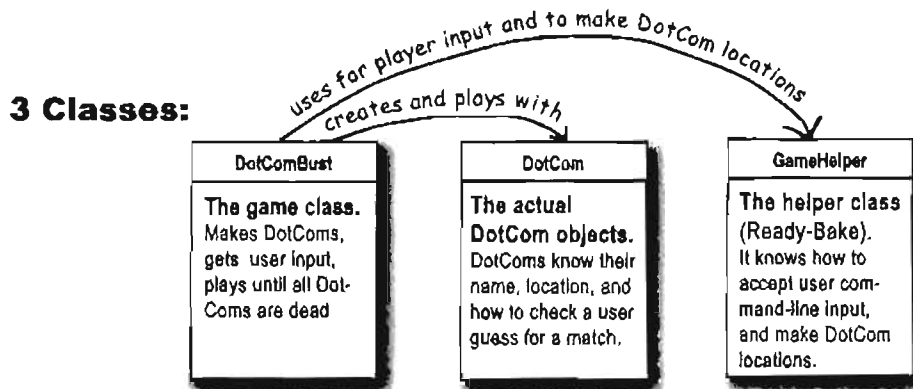 uses for player input and to make DotCom locations
creates and plays with
3 Classes:
DotComBust
The game class.
Makes DotComs,
gets user input,
plays until all Dot-
Coms are dead
DotCom
The actual
DotCom objects.
DotComs know their
name, location, and
how to check a user
guess for a match.
GameHelper
The helper class
(Ready-Bake).
It knows how to
accept user com-
mand-line input,
and make DotCom
locations.